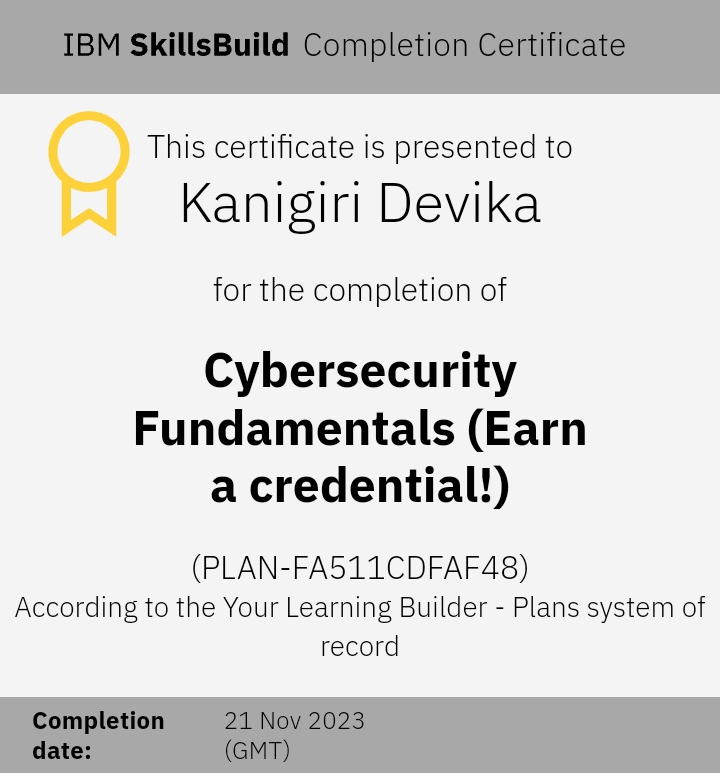 IBM SkillsBuild Completion Certificate
This certificate is presented to
Kanigiri Devika
for the completion of
Cybersecurity
Fundamentals (Earn
a credential!)
(PLAN-FA511CDFAF48)
According to the Your Learning Builder - Plans system of
record
Completion date:
21 Nov 2023 (GMT)